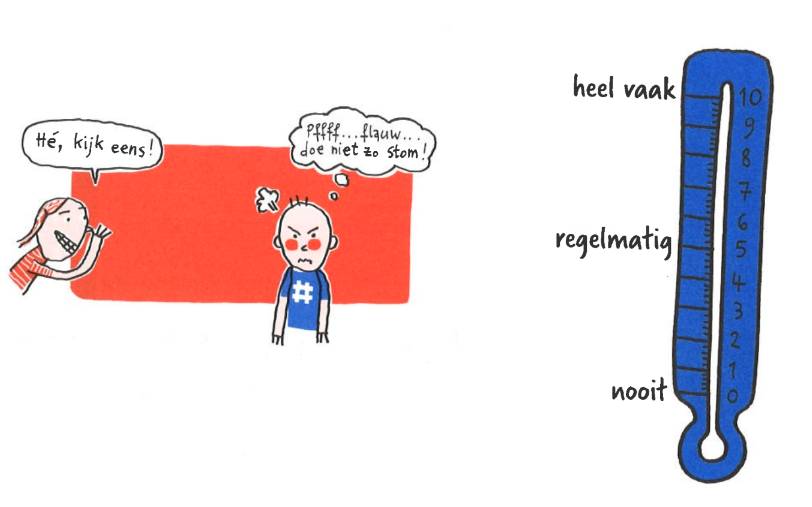 Hé, kijk eens!
Pffff...flauw...
doe niet zo stom!
#
heel vaak
regelmatig
nooit
10
9
8
7
6
5
4
3
2
1
0